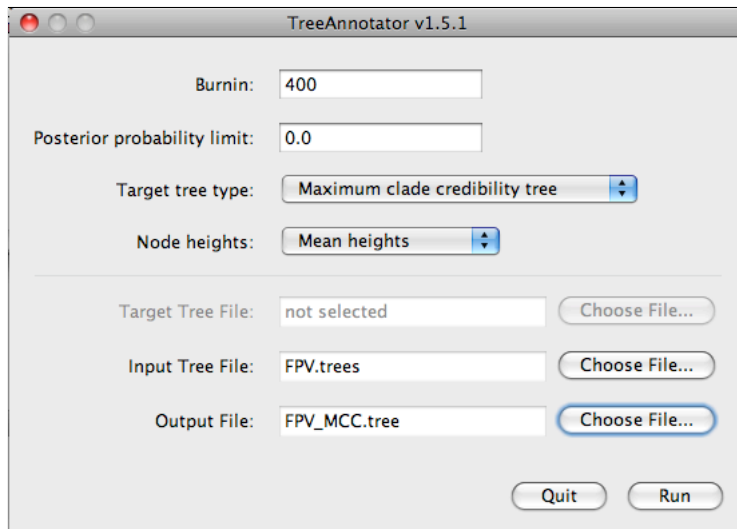 TreeAnnotator v1.5.1
Burnin: 400
Posterior probability limit: 0.0
Target tree type: Maximum clade credibility tree
Node heights: Mean heights
Target Tree File: not selected Choose File...
Input Tree File: FPV.trees Choose File...
Output File: FPV_MCC.tree Choose File...
Quit Run